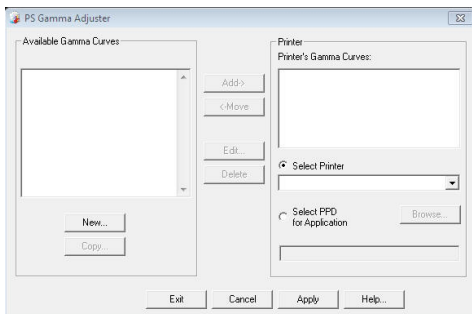 PS Gamma Adjuster
Available Gamma Curves
New...
Copy...
Add->
<-Move
Edit...
Delete
Printer
Printer's Gamma Curves:
Select Printer
Select PPD
for Application
Browse...
Exit
Cancel
Apply
Help...